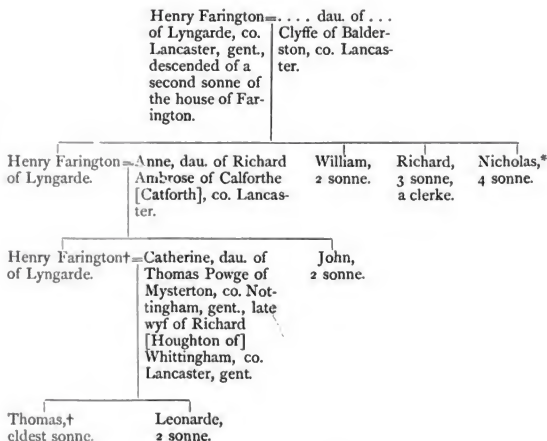 Henry Farington=. . . . dau. of . . .
of Lyngarde, co. Clyffe of Balder-
Lancaster, gent., ston, co. Lancas-
descended of a ter.
second sonne of
the house of Far-
ington.
Henry Farington=Anne, dau. of Richard William, Richard, Nicholas,*
of Lyngarde. Ambrose of Calforthe 2 sonne. 3 sonne, 4 sonne.
[Catforth], co. Lancas- a clerke.
ter.
Henry Farington†=Catherine, dau. of John,
of Lyngarde. Thomas Powge of 2 sonne.
Mysterton, co. Not-
tingham, gent., late
wyf of Richard
[Houghton of]
Whittingham, co.
Lancaster, gent.
Thomas,† Leonarde,
eldest sonne. 2 sonne.